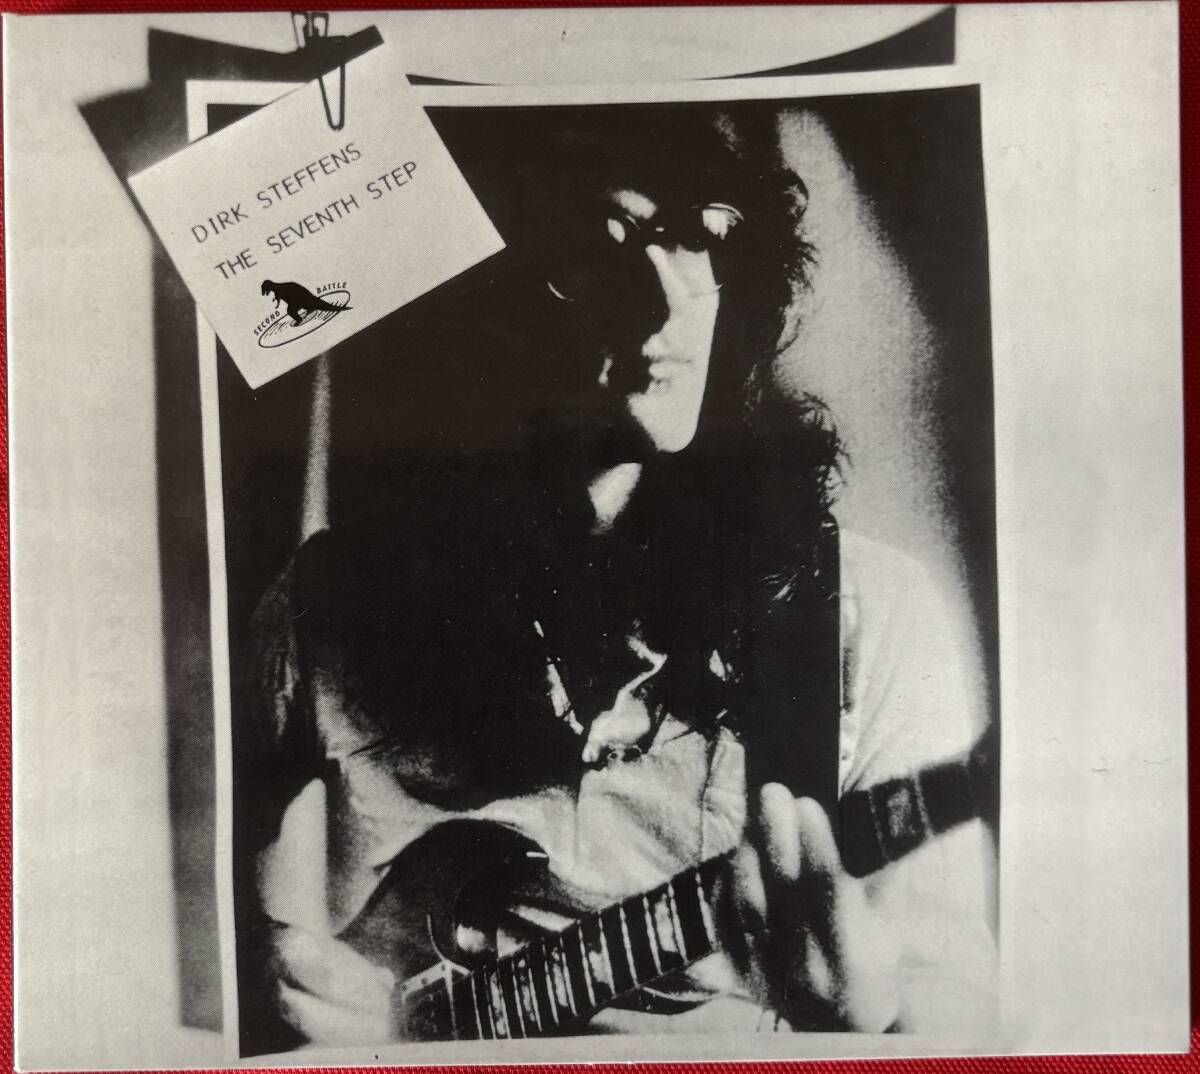 DIRK STEFFENS
THE SEVENTH STEP
SECOND BATTLE